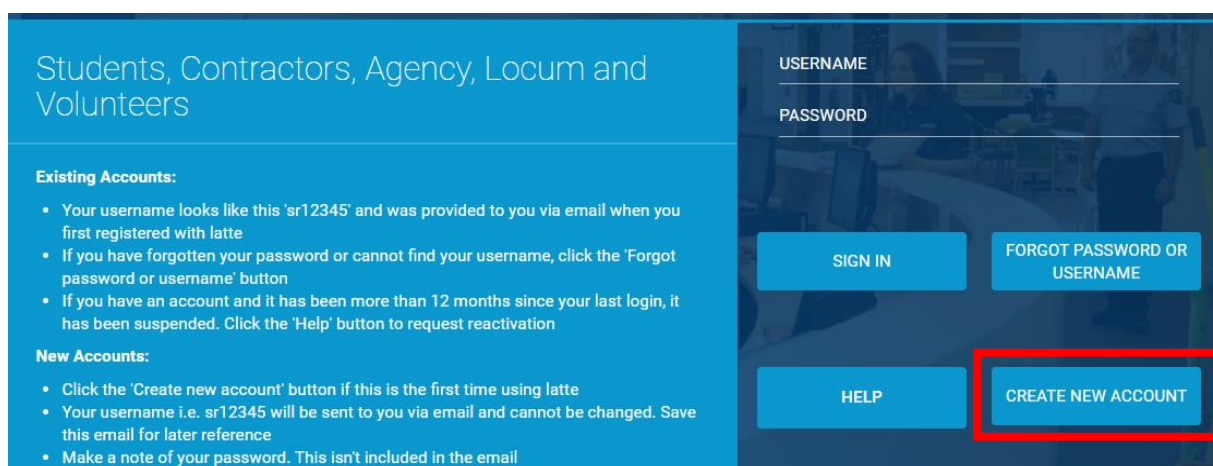 Students, Contractors, Agency, Locum and
Volunteers
Existing Accounts:
• Your username looks like this 'sr12345' and was provided to you via email when you
first registered with latte
• If you have forgotten your password or cannot find your username, click the 'Forgot
password or username' button
• If you have an account and it has been more than 12 months since your last login, it
has been suspended. Click the 'Help' button to request reactivation
New Accounts:
• Click the 'Create new account' button if this is the first time using latte
• Your username i.e. sr12345 will be sent to you via email and cannot be changed. Save
this email for later reference
• Make a note of your password. This isn't included in the email
USERNAME
PASSWORD
SIGN IN
FORGOT PASSWORD OR
USERNAME
HELP
CREATE NEW ACCOUNT